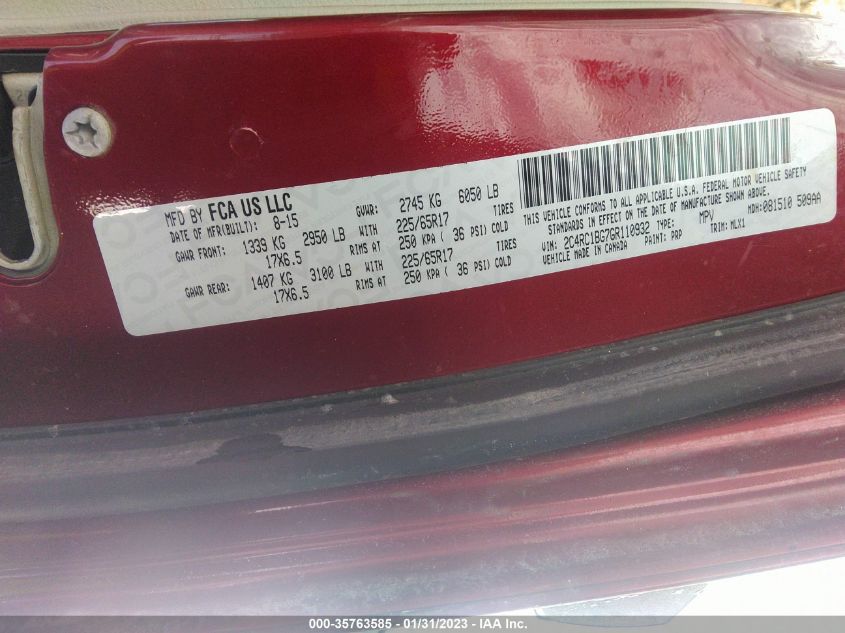 MFD BY FCA US LLC
DATE OF MFR(BUILT): 8-15 GVWR: 2745 KG 6050 LB
GAWR FRONT: 1339 KG 2950 LB WITH 225/65R17 TIRES
17X6.5 RIMS AT 250 KPA ( 36 PSI) COLD
GAWR REAR: 1407 KG 3100 LB WITH 225/65R17 TIRES
17X6.5 RIMS AT 250 KPA ( 36 PSI) COLD
THIS VEHICLE CONFORMS TO ALL APPLICABLE U.S.A. FEDERAL MOTOR VEHICLE SAFETY
STANDARDS IN EFFECT ON THE DATE OF MANUFACTURE SHOWN ABOVE.
VIN: 2C4RC1BG7GR110932 TYPE: MPV MDH:081510 509AA
VEHICLE MADE IN CANADA PAINT: PRP TRIM: MLX1
000-35763585 - 01/31/2023 - IAA Inc.